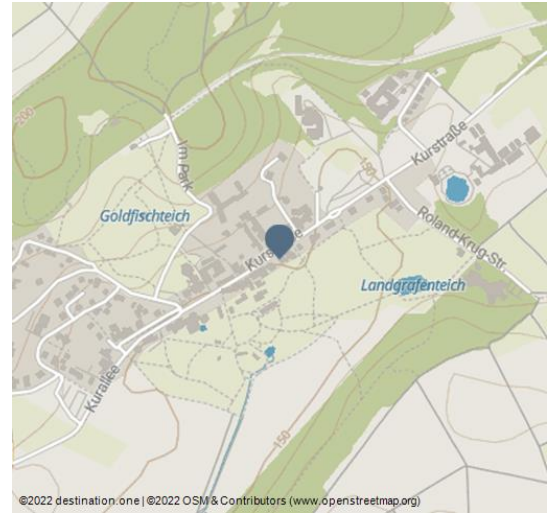 200
Im Park
Goldfischteich
150
Kurstraße
Roland-Krug-Str.
Landgrafenteich
Kurallee
150
©2022 destination.one | ©2022 OSM & Contributors (www.openstreetmap.org)